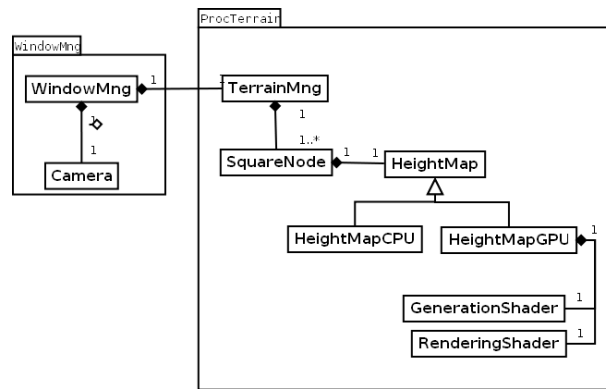 ProcTerrain
WindowMng
WindowMng
1
1
TerrainMng
1
1
1
1..*
Camera
SquareNode
1
1
HeightMap
HeightMapCPU
HeightMapGPU
1
GenerationShader
1
RenderingShader
1